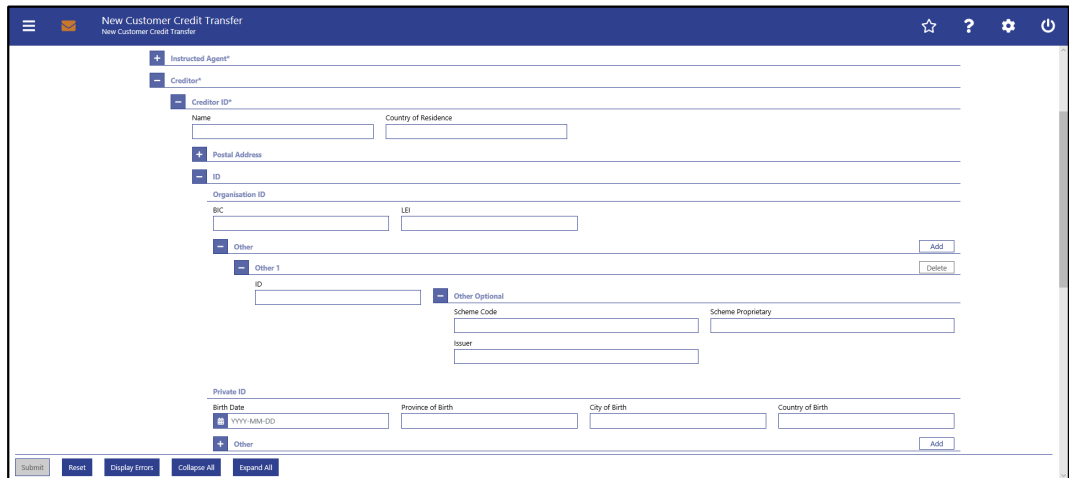 New Customer Credit Transfer
New Customer Credit Transfer
Instructed Agent*
Creditor*
Creditor ID*
Name Country of Residence
Postal Address
ID
Organisation ID
BIC LEI
Other Add
Other 1 Delete
ID
Other Optional
Scheme Code Scheme Proprietary
Issuer
Private ID
Birth Date Province of Birth City of Birth Country of Birth
YYYY-MM-DD
Other Add
Submit Reset Display Errors Collapse All Expand All